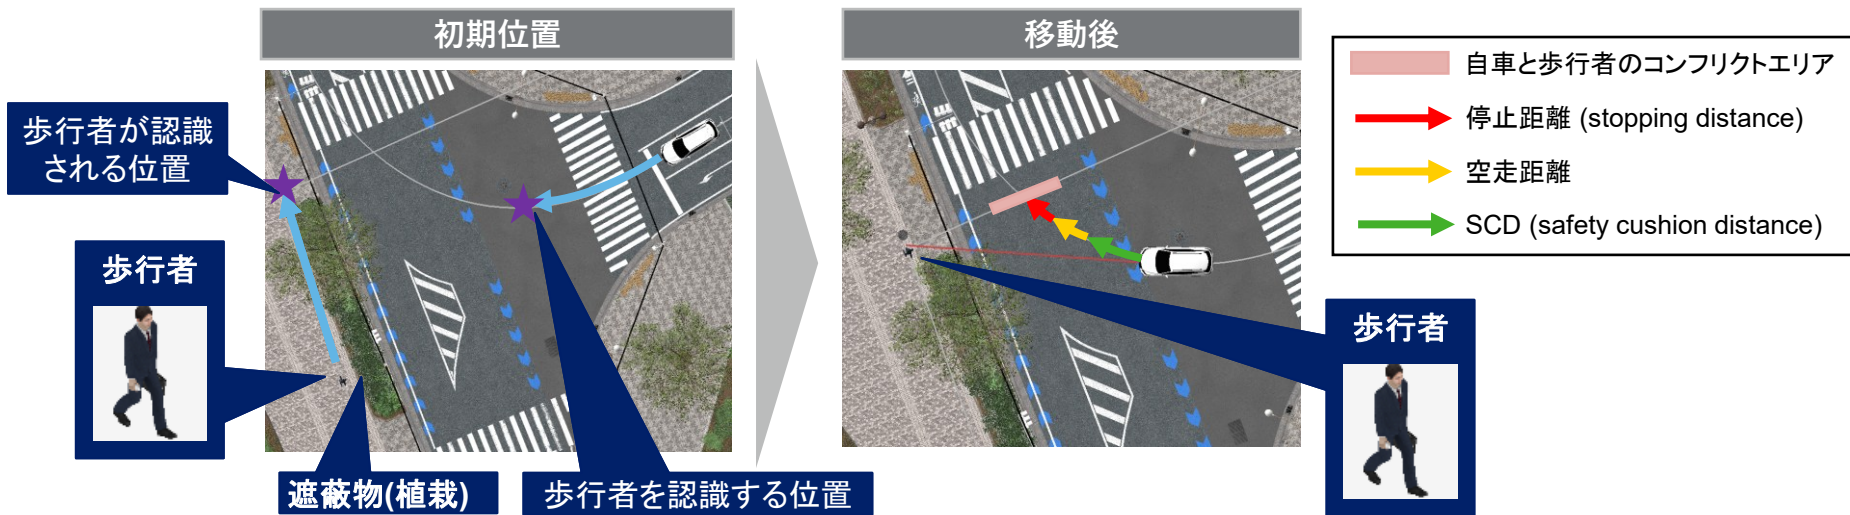 初期位置
歩行者が認識
される位置
歩行者
遮蔽物(植栽)
歩行者を認識する位置
移動後
歩行者
自車と歩行者のコンフリクトエリア
停止距離 (stopping distance)
空走距離
SCD (safety cushion distance)